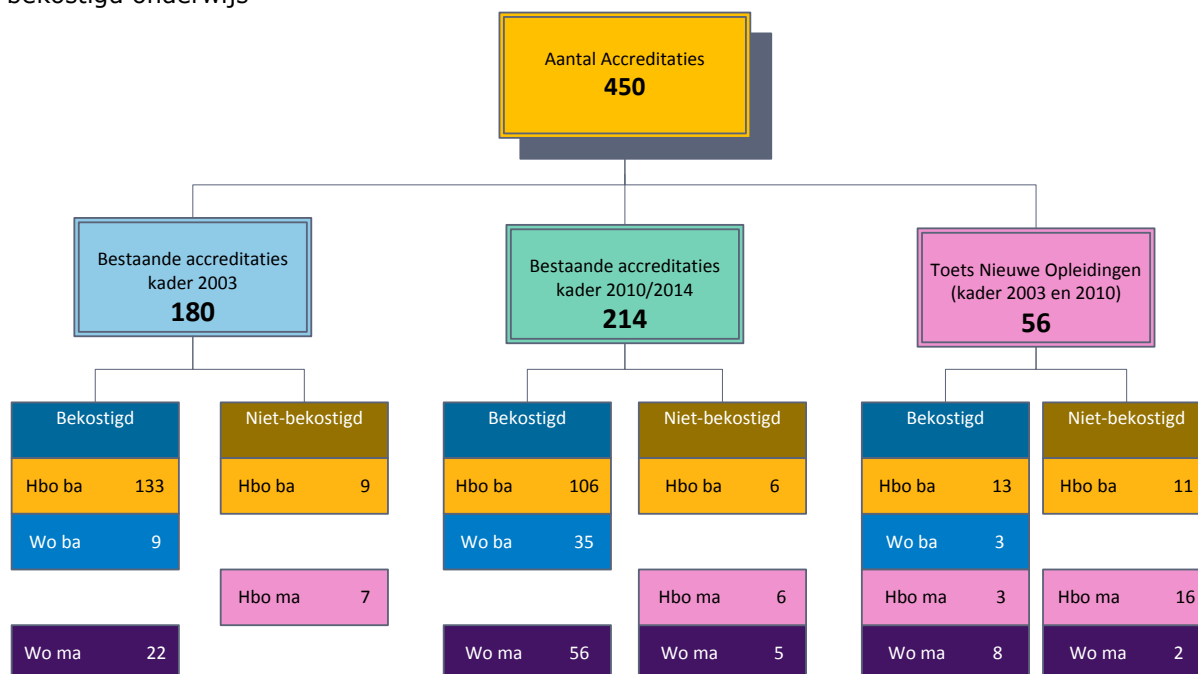 bekostigd onderwijs
Aantal Accreditaties
450
Bestaande accreditaties
kader 2003
180
Bestaande accreditaties
kader 2010/2014
214
Toets Nieuwe Opleidingen
(kader 2003 en 2010)
56
Bekostigd
Niet-bekostigd
Bekostigd
Niet-bekostigd
Bekostigd
Niet-bekostigd
Hbo ba 133
Hbo ba 9
Hbo ba 106
Hbo ba 6
Hbo ba 13
Hbo ba 11
Wo ba 9
Wo ba 35
Wo ba 3
Hbo ma 7
Hbo ma 6
Hbo ma 3
Hbo ma 16
Wo ma 22
Wo ma 56
Wo ma 5
Wo ma 8
Wo ma 2